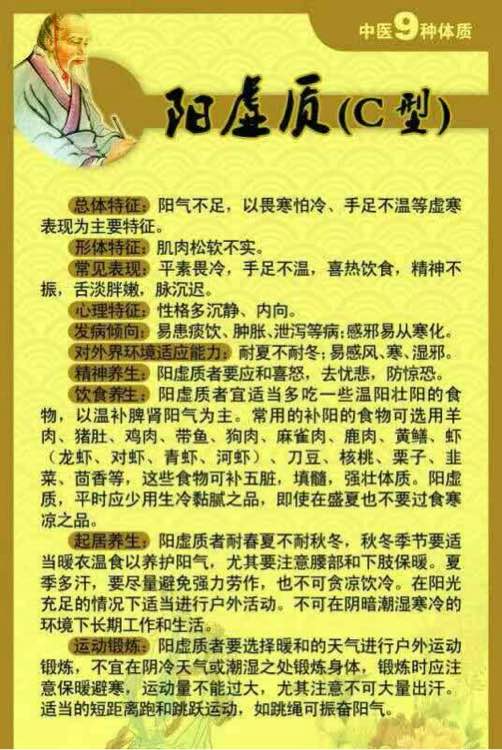 中医9种体质
阳虚质(C型)
总体特征：阳气不足，以畏寒怕冷、手足不温等虚寒
表现为主要特征。
形体特征：肌肉松软不实。
常见表现：平素畏冷，手足不温，喜热饮食，精神不
振，舌淡胖嫩，脉沉迟。
心理特征：性格多沉静、内向。
发病倾向：易患痰饮、肿胀、泄泻等病；感邪易从寒化。
对外界环境适应能力：耐夏不耐冬；易感风、寒、湿邪。
精神养生：阳虚质者要应和喜怒，去忧悲，防惊恐。
饮食养生：阳虚质者宜适当多吃一些温阳壮阳的食
物，以温补脾肾阳气为主。常用的补阳的食物可选用羊
肉、猪肚、鸡肉、带鱼、狗肉、麻雀肉、鹿肉、黄鳝、虾
（龙虾、对虾、青虾、河虾）、刀豆、核桃、栗子、韭
菜、茴香等，这些食物可补五脏，填髓，强壮体质。阳虚
质，平时应少用生冷黏腻之品，即使在盛夏也不要过食寒
凉之品。
起居养生：阳虚质者耐春夏不耐秋冬，秋冬季节要适
当暖衣温食以养护阳气，尤其要注意腰部和下肢保暖。夏
季多汗，要尽量避免强力劳作，也不可贪凉饮冷。在阳光
充足的情况下适当进行户外活动。不可在阴暗潮湿寒冷的
环境下长期工作和生活。
运动锻炼：阳虚质者要选择暖和的天气进行户外运动
锻炼，不宜在阴冷天气或潮湿之处锻炼身体，锻炼时应注
意保暖避寒，运动量不能过大，尤其注意不可大量出汗。
适当的短距离跑和跳跃运动，如跳绳可振奋阳气。